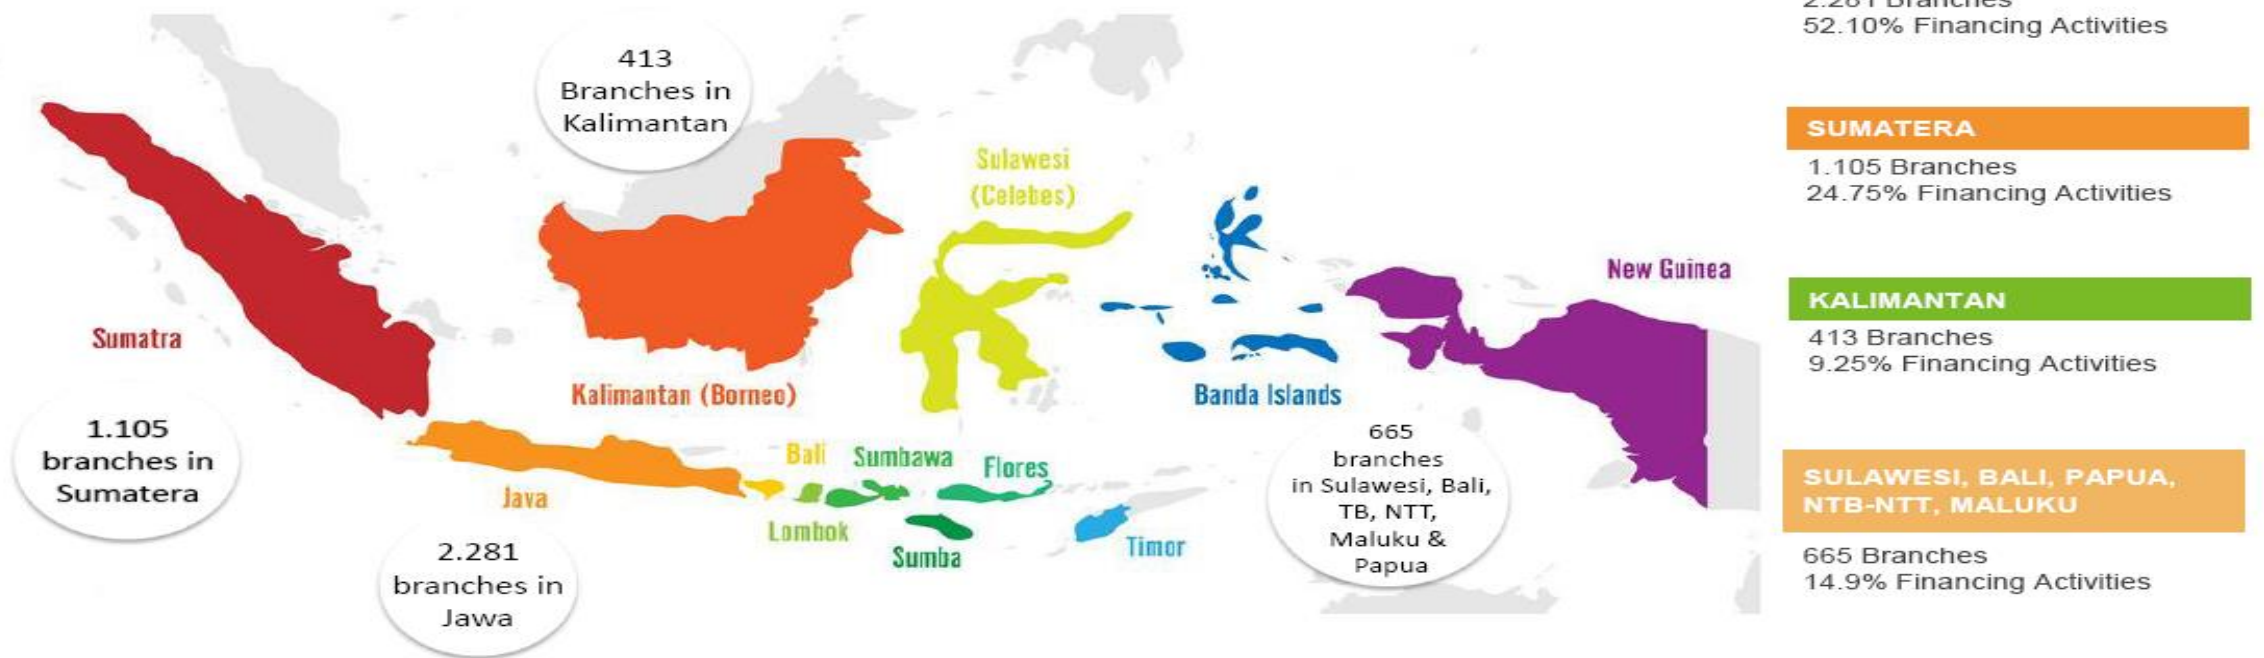 413
Branches in
Kalimantan
Sulawesi
(Celebes)
New Guinea
Sumatra
Kalimantan (Borneo)
Banda Islands
1.105
branches in
Sumatera
Java
Bali
Sumbawa
Flores
Lombok
Sumba
Timor
665
branches
in Sulawesi, Bali,
TB, NTT,
Maluku &
Papua
2.281
branches in
Jawa
2.281 Branches
52.10% Financing Activities
SUMATERA
1.105 Branches
24.75% Financing Activities
KALIMANTAN
413 Branches
9.25% Financing Activities
SULAWESI, BALI, PAPUA,
NTB-NTT, MALUKU
665 Branches
14.9% Financing Activities